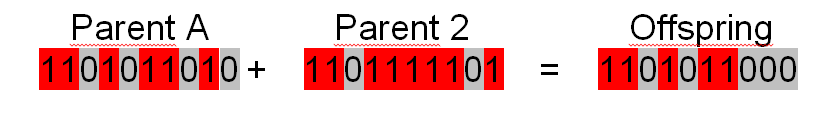 Parent A Parent 2 Offspring
1101011010 + 1101111101 = 1101011000